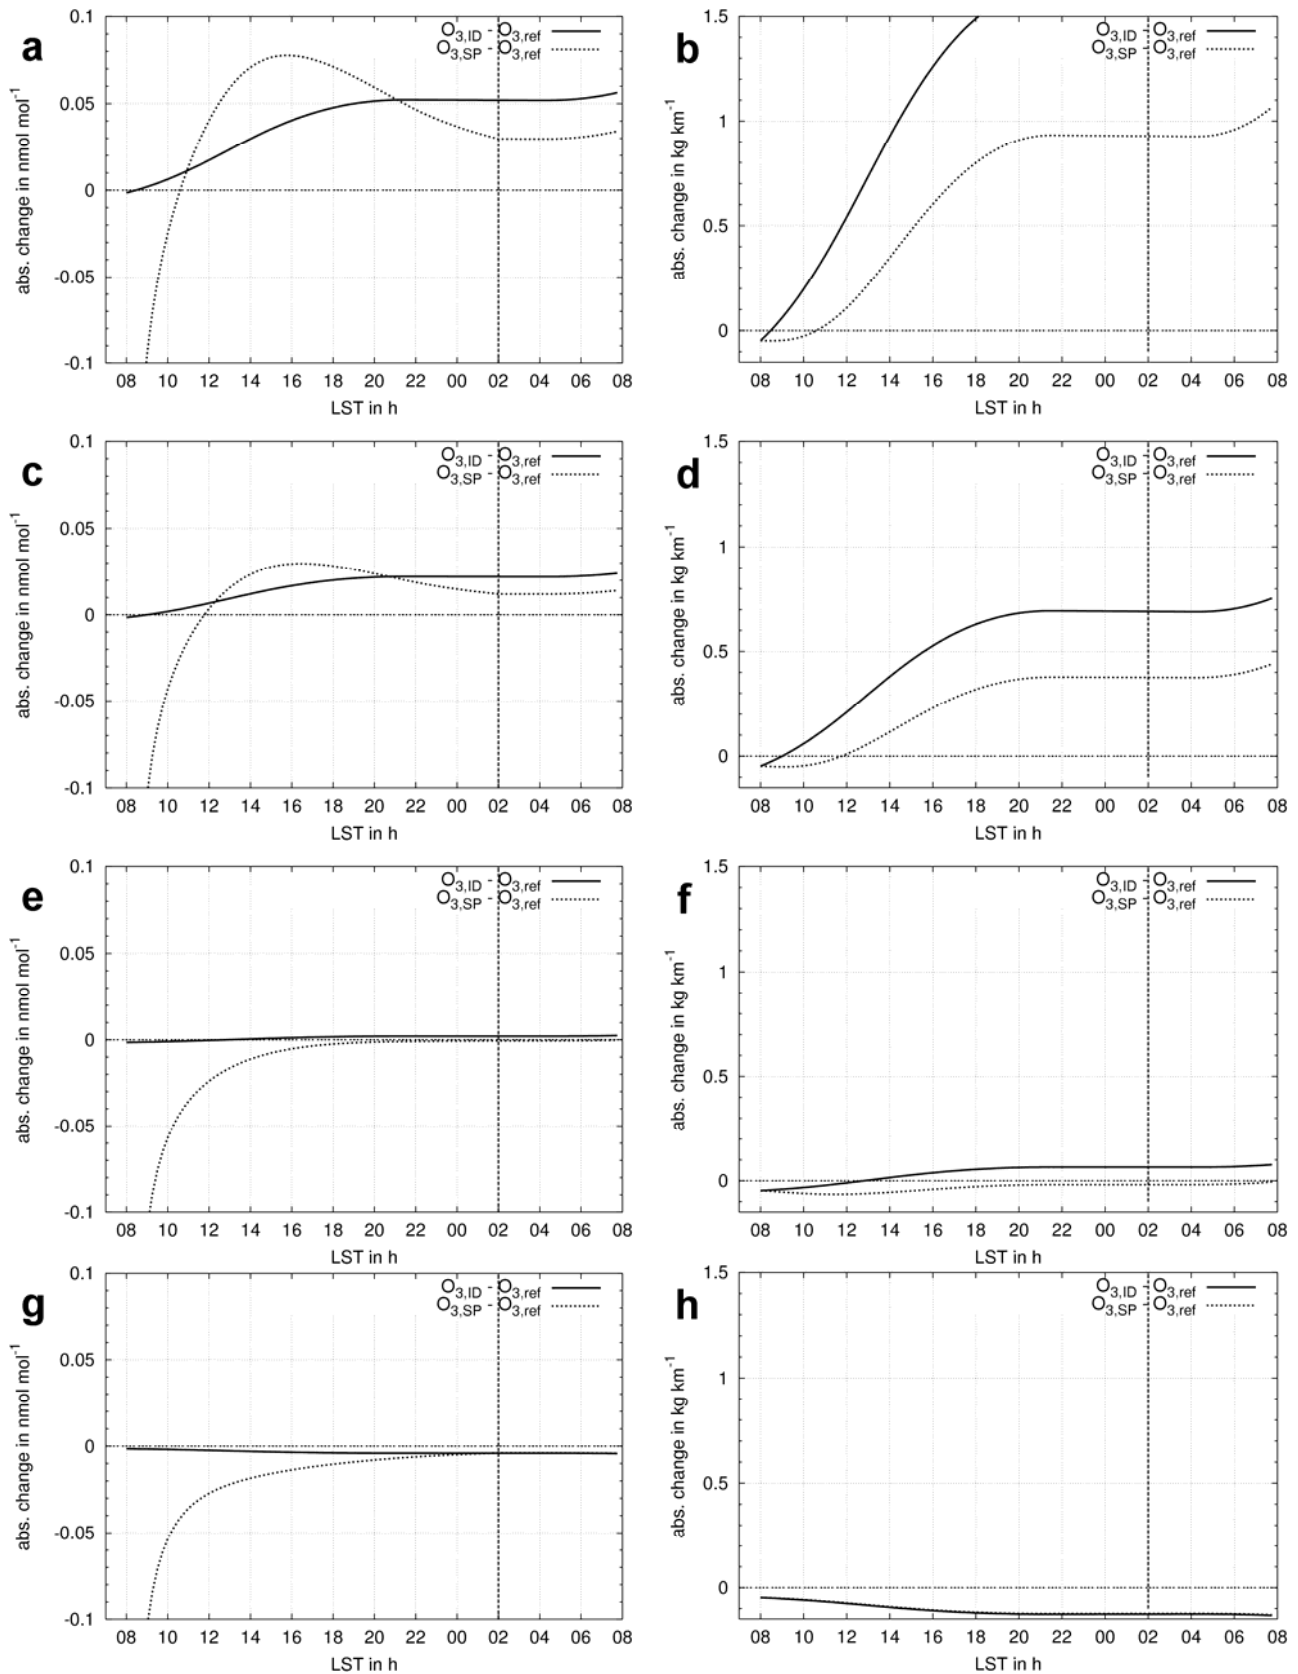 a
O3,ID - O3,ref
O3,SP - O3,ref
abs. change in nmol mol-1
0.1
0.05
0
-0.05
-0.1
08 10 12 14 16 18 20 22 00 02 04 06 08
LST in h
b
O3,ID - O3,ref
O3,SP - O3,ref
abs. change in kg km-1
1.5
1
0.5
0
08 10 12 14 16 18 20 22 00 02 04 06 08
LST in h
c
O3,ID - O3,ref
O3,SP - O3,ref
abs. change in nmol mol-1
0.1
0.05
0
-0.05
-0.1
08 10 12 14 16 18 20 22 00 02 04 06 08
LST in h
d
O3,ID - O3,ref
O3,SP - O3,ref
abs. change in kg km-1
1.5
1
0.5
0
08 10 12 14 16 18 20 22 00 02 04 06 08
LST in h
e
O3,ID - O3,ref
O3,SP - O3,ref
abs. change in nmol mol-1
0.1
0.05
0
-0.05
-0.1
08 10 12 14 16 18 20 22 00 02 04 06 08
LST in h
f
O3,ID - O3,ref
O3,SP - O3,ref
abs. change in kg km-1
1.5
1
0.5
0
08 10 12 14 16 18 20 22 00 02 04 06 08
LST in h
g
O3,ID - O3,ref
O3,SP - O3,ref
abs. change in nmol mol-1
0.1
0.05
0
-0.05
-0.1
08 10 12 14 16 18 20 22 00 02 04 06 08
LST in h
h
O3,ID - O3,ref
O3,SP - O3,ref
abs. change in kg km-1
1.5
1
0.5
0
08 10 12 14 16 18 20 22 00 02 04 06 08
LST in h